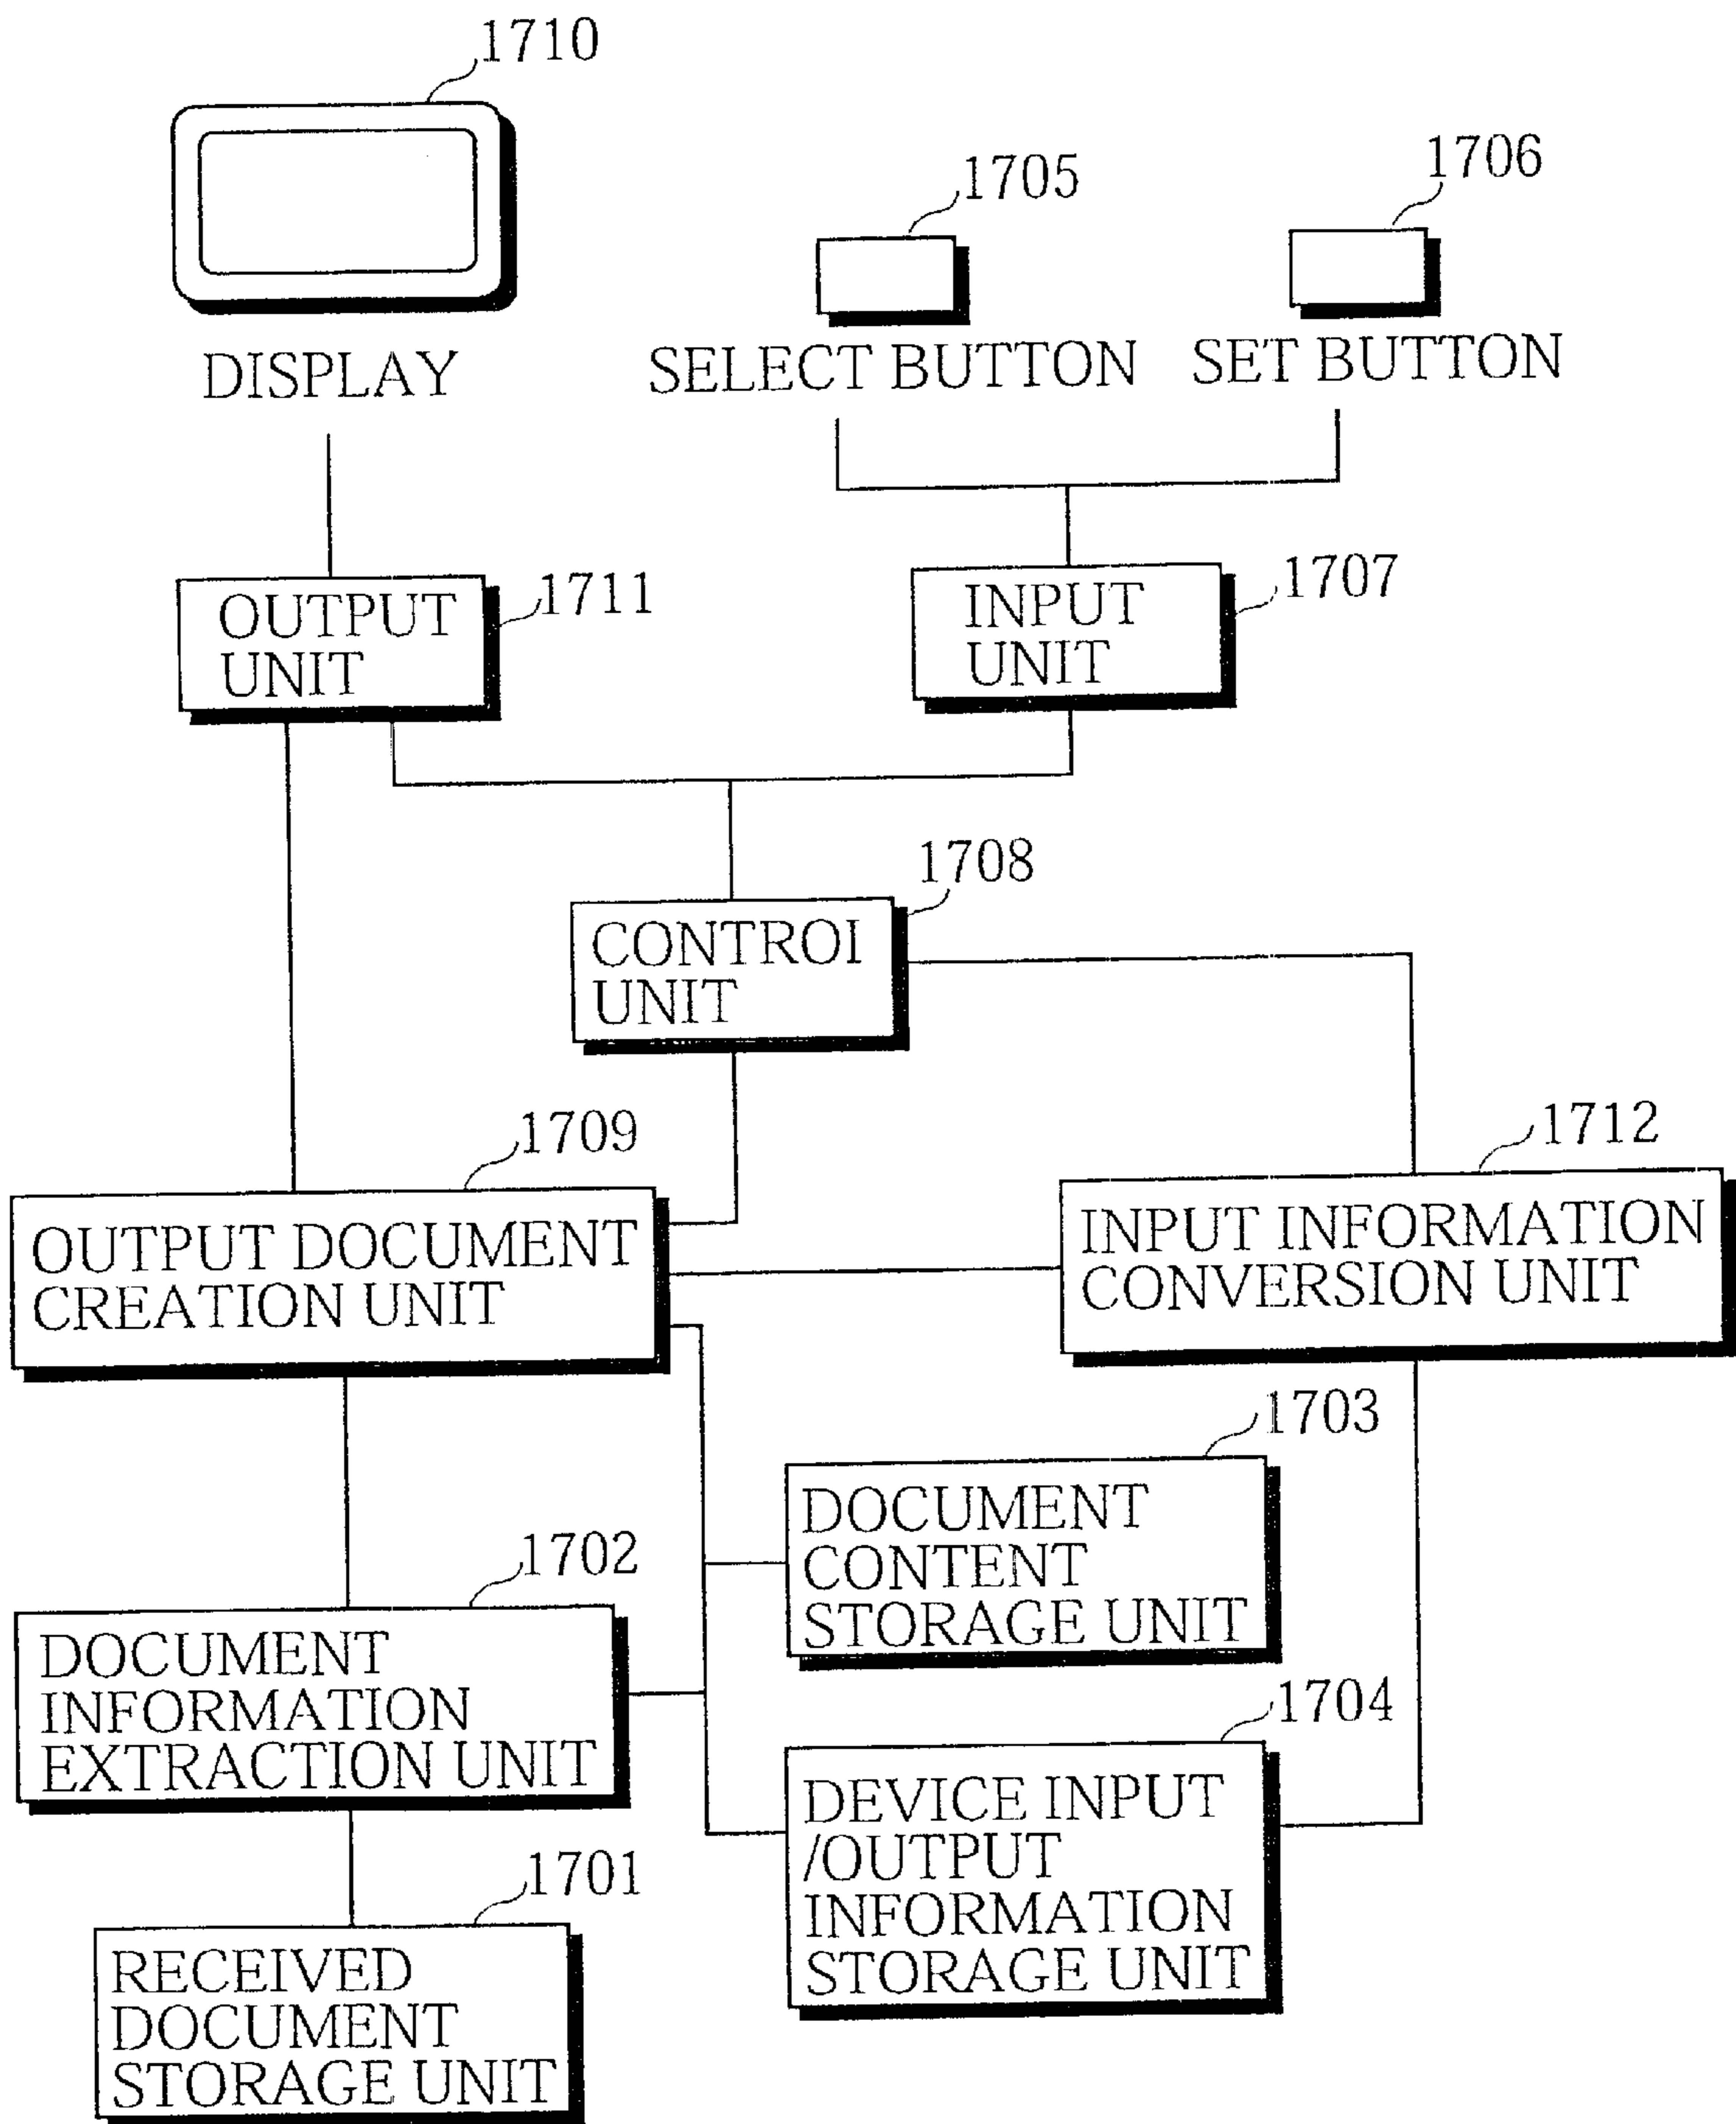 1710
1705
1706
DISPLAY
SELECT BUTTON
SET BUTTON
1711
OUTPUT
UNIT
1707
INPUT
UNIT
1708
CONTROI
UNIT
1709
OUTPUT DOCUMENT
CREATION UNIT
1712
INPUT INFORMATION
CONVERSION UNIT
1703
DOCUMENT
CONTENT
STORAGE UNIT
1702
DOCUMENT
INFORMATION
EXTRACTION UNIT
1704
DEVICE INPUT
/OUTPUT
INFORMATION
STORAGE UNIT
1701
RECEIVED
DOCUMENT
STORAGE UNIT